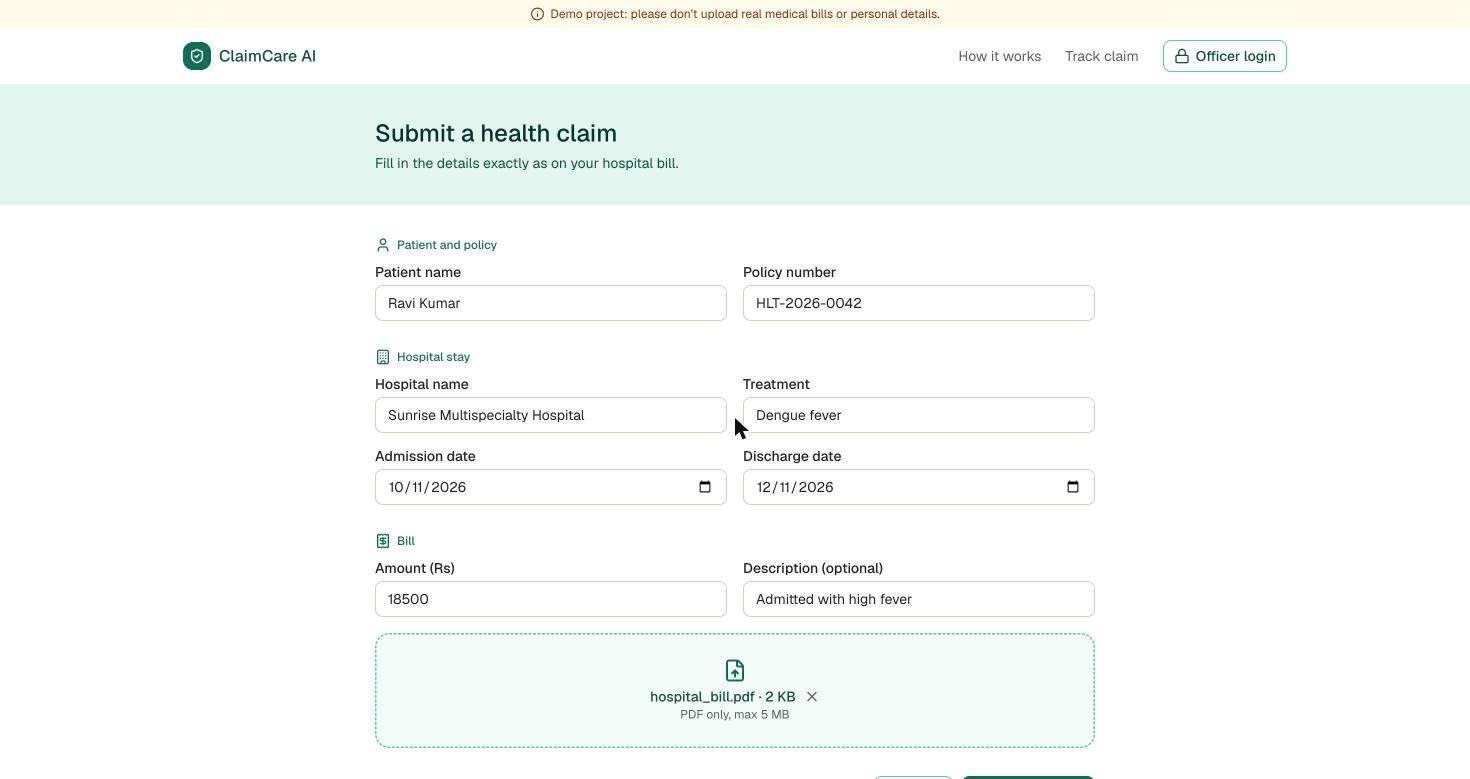 Demo project: please don't upload real medical bills or personal details.
ClaimCare AI
How it works
Track claim
Officer login
Submit a health claim
Fill in the details exactly as on your hospital bill.
Patient and policy
Patient name
Policy number
Ravi Kumar
HLT-2026-0042
Hospital stay
Hospital name
Treatment
Sunrise Multispecialty Hospital
Dengue fever
Admission date
Discharge date
10/11/2026
12/11/2026
Bill
Amount (Rs)
Description (optional)
18500
Admitted with high fever
hospital_bill.pdf · 2 KB
PDF only, max 5 MB